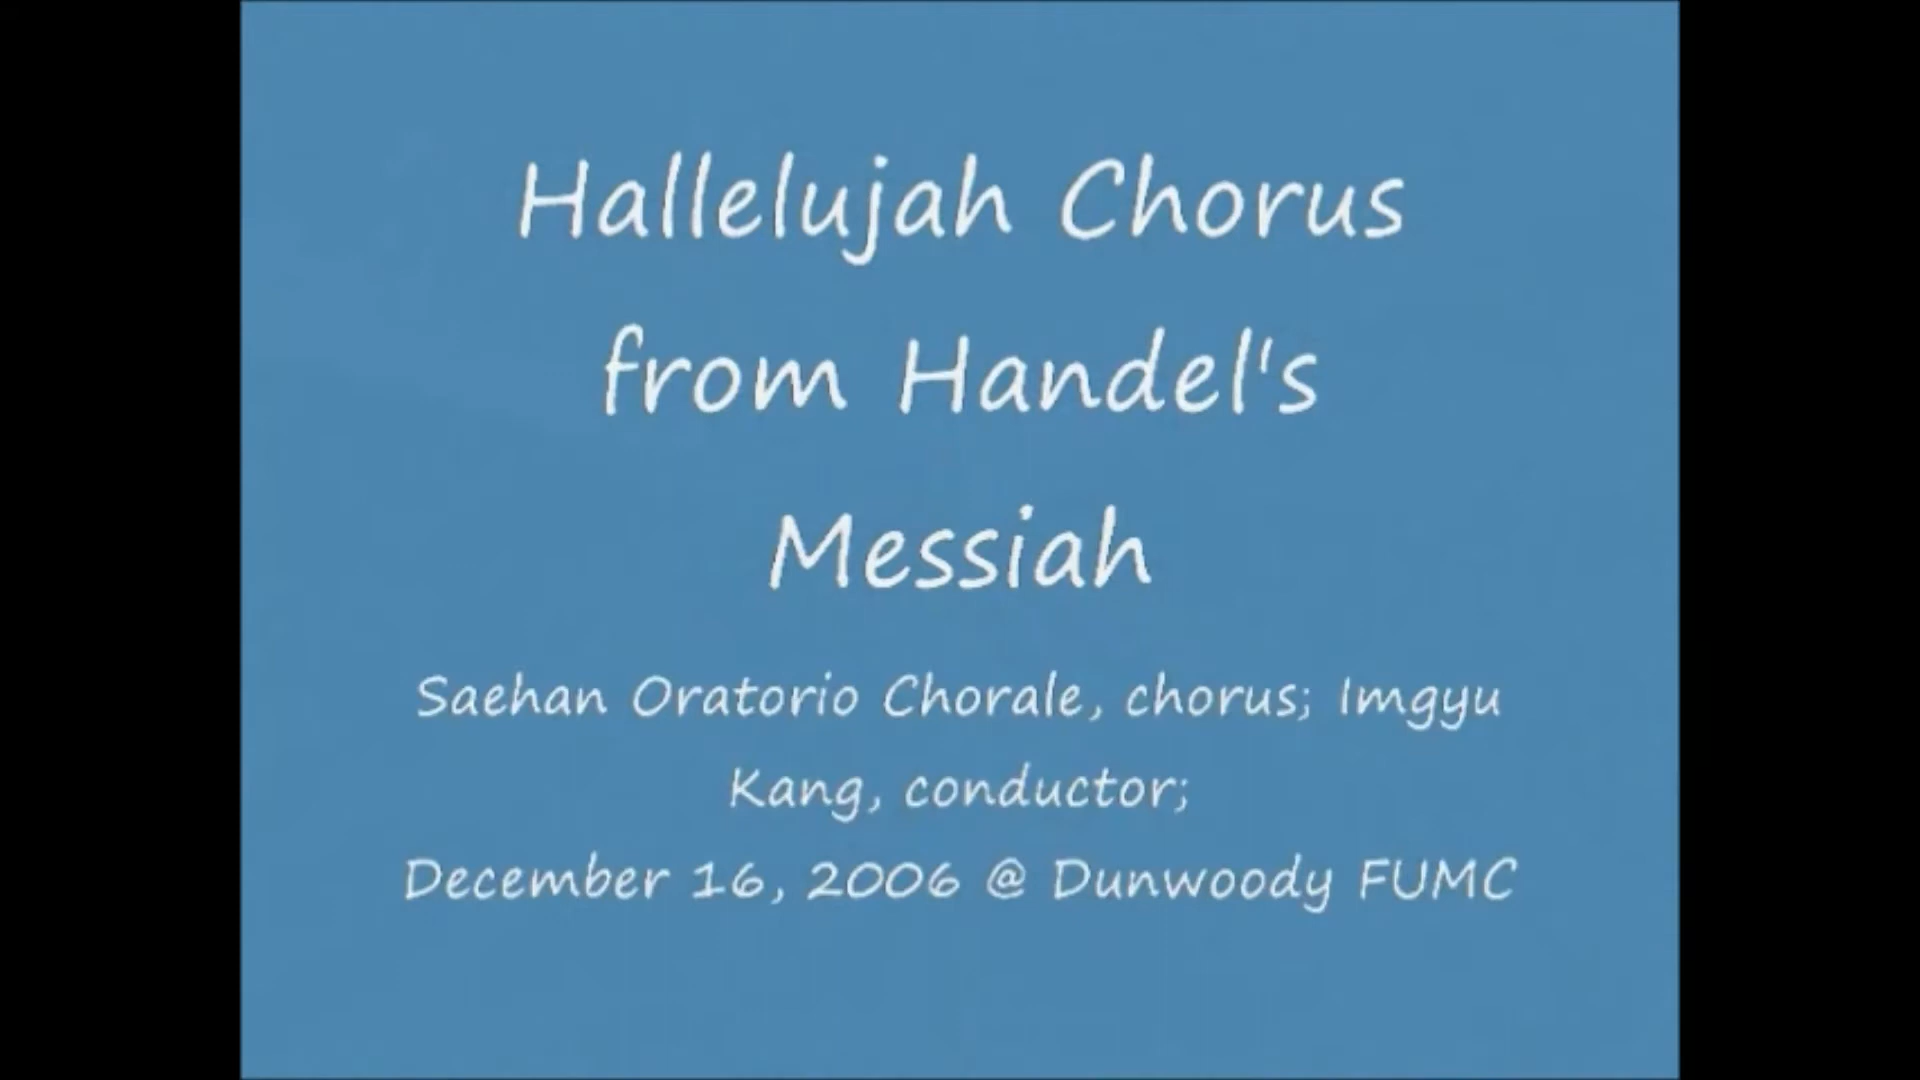 Hallelujah Chorus
from Handel's
Messiah
Saehan Oratorio Chorale, chorus; Imgyu
Kang, conductor;
December 16, 2006 @ Dunwoody FUMC